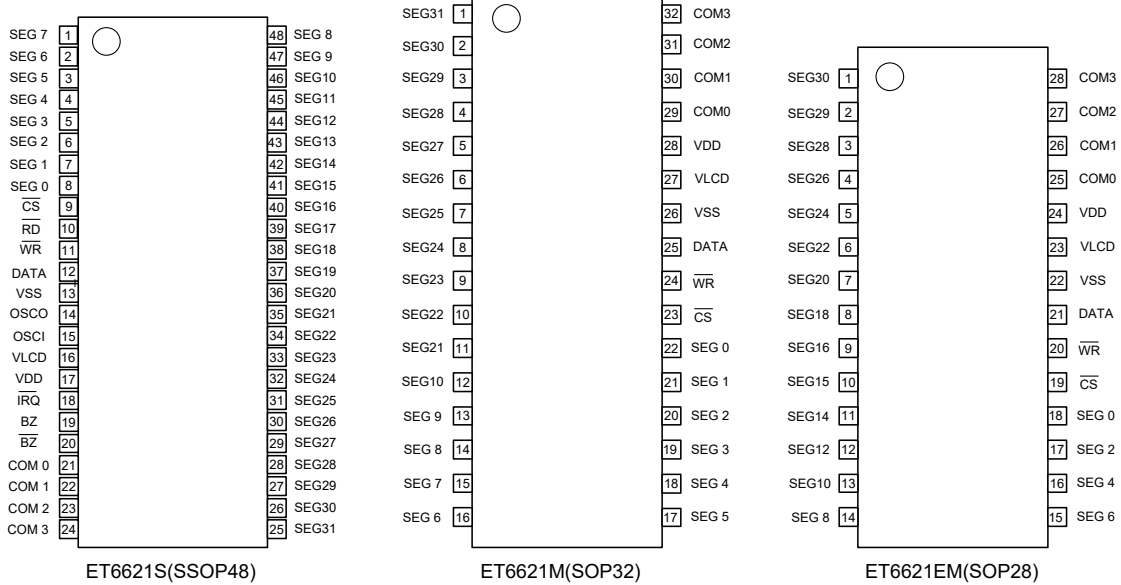 SEG 7 1 48 SEG 8
SEG 6 2 47 SEG 9
SEG 5 3 46 SEG10
SEG 4 4 45 SEG11
SEG 3 5 44 SEG12
SEG 2 6 43 SEG13
SEG 1 7 42 SEG14
SEG 0 8 41 SEG15
CS 9 40 SEG16
RD 10 39 SEG17
WR 11 38 SEG18
DATA 12 37 SEG19
VSS 13 36 SEG20
OSCO 14 35 SEG21
OSCI 15 34 SEG22
VLCD 16 33 SEG23
VDD 17 32 SEG24
IRQ 18 31 SEG25
BZ 19 30 SEG26
BZ 20 29 SEG27
COM 0 21 28 SEG28
COM 1 22 27 SEG29
COM 2 23 26 SEG30
COM 3 24 25 SEG31
ET6621S(SSOP48)
SEG31 1 32 COM3
SEG30 2 31 COM2
SEG29 3 30 COM1
SEG28 4 29 COM0
SEG27 5 28 VDD
SEG26 6 27 VLCD
SEG25 7 26 VSS
SEG24 8 25 DATA
SEG23 9 24 WR
SEG22 10 23 CS
SEG21 11 22 SEG 0
SEG10 12 21 SEG 1
SEG 9 13 20 SEG 2
SEG 8 14 19 SEG 3
SEG 7 15 18 SEG 4
SEG 6 16 17 SEG 5
ET6621M(SOP32)
SEG30 1 28 COM3
SEG29 2 27 COM2
SEG28 3 26 COM1
SEG26 4 25 COM0
SEG24 5 24 VDD
SEG22 6 23 VLCD
SEG20 7 22 VSS
SEG18 8 21 DATA
SEG16 9 20 WR
SEG15 10 19 CS
SEG14 11 18 SEG 0
SEG12 12 17 SEG 2
SEG10 13 16 SEG 4
SEG 8 14 15 SEG 6
ET6621EM(SOP28)